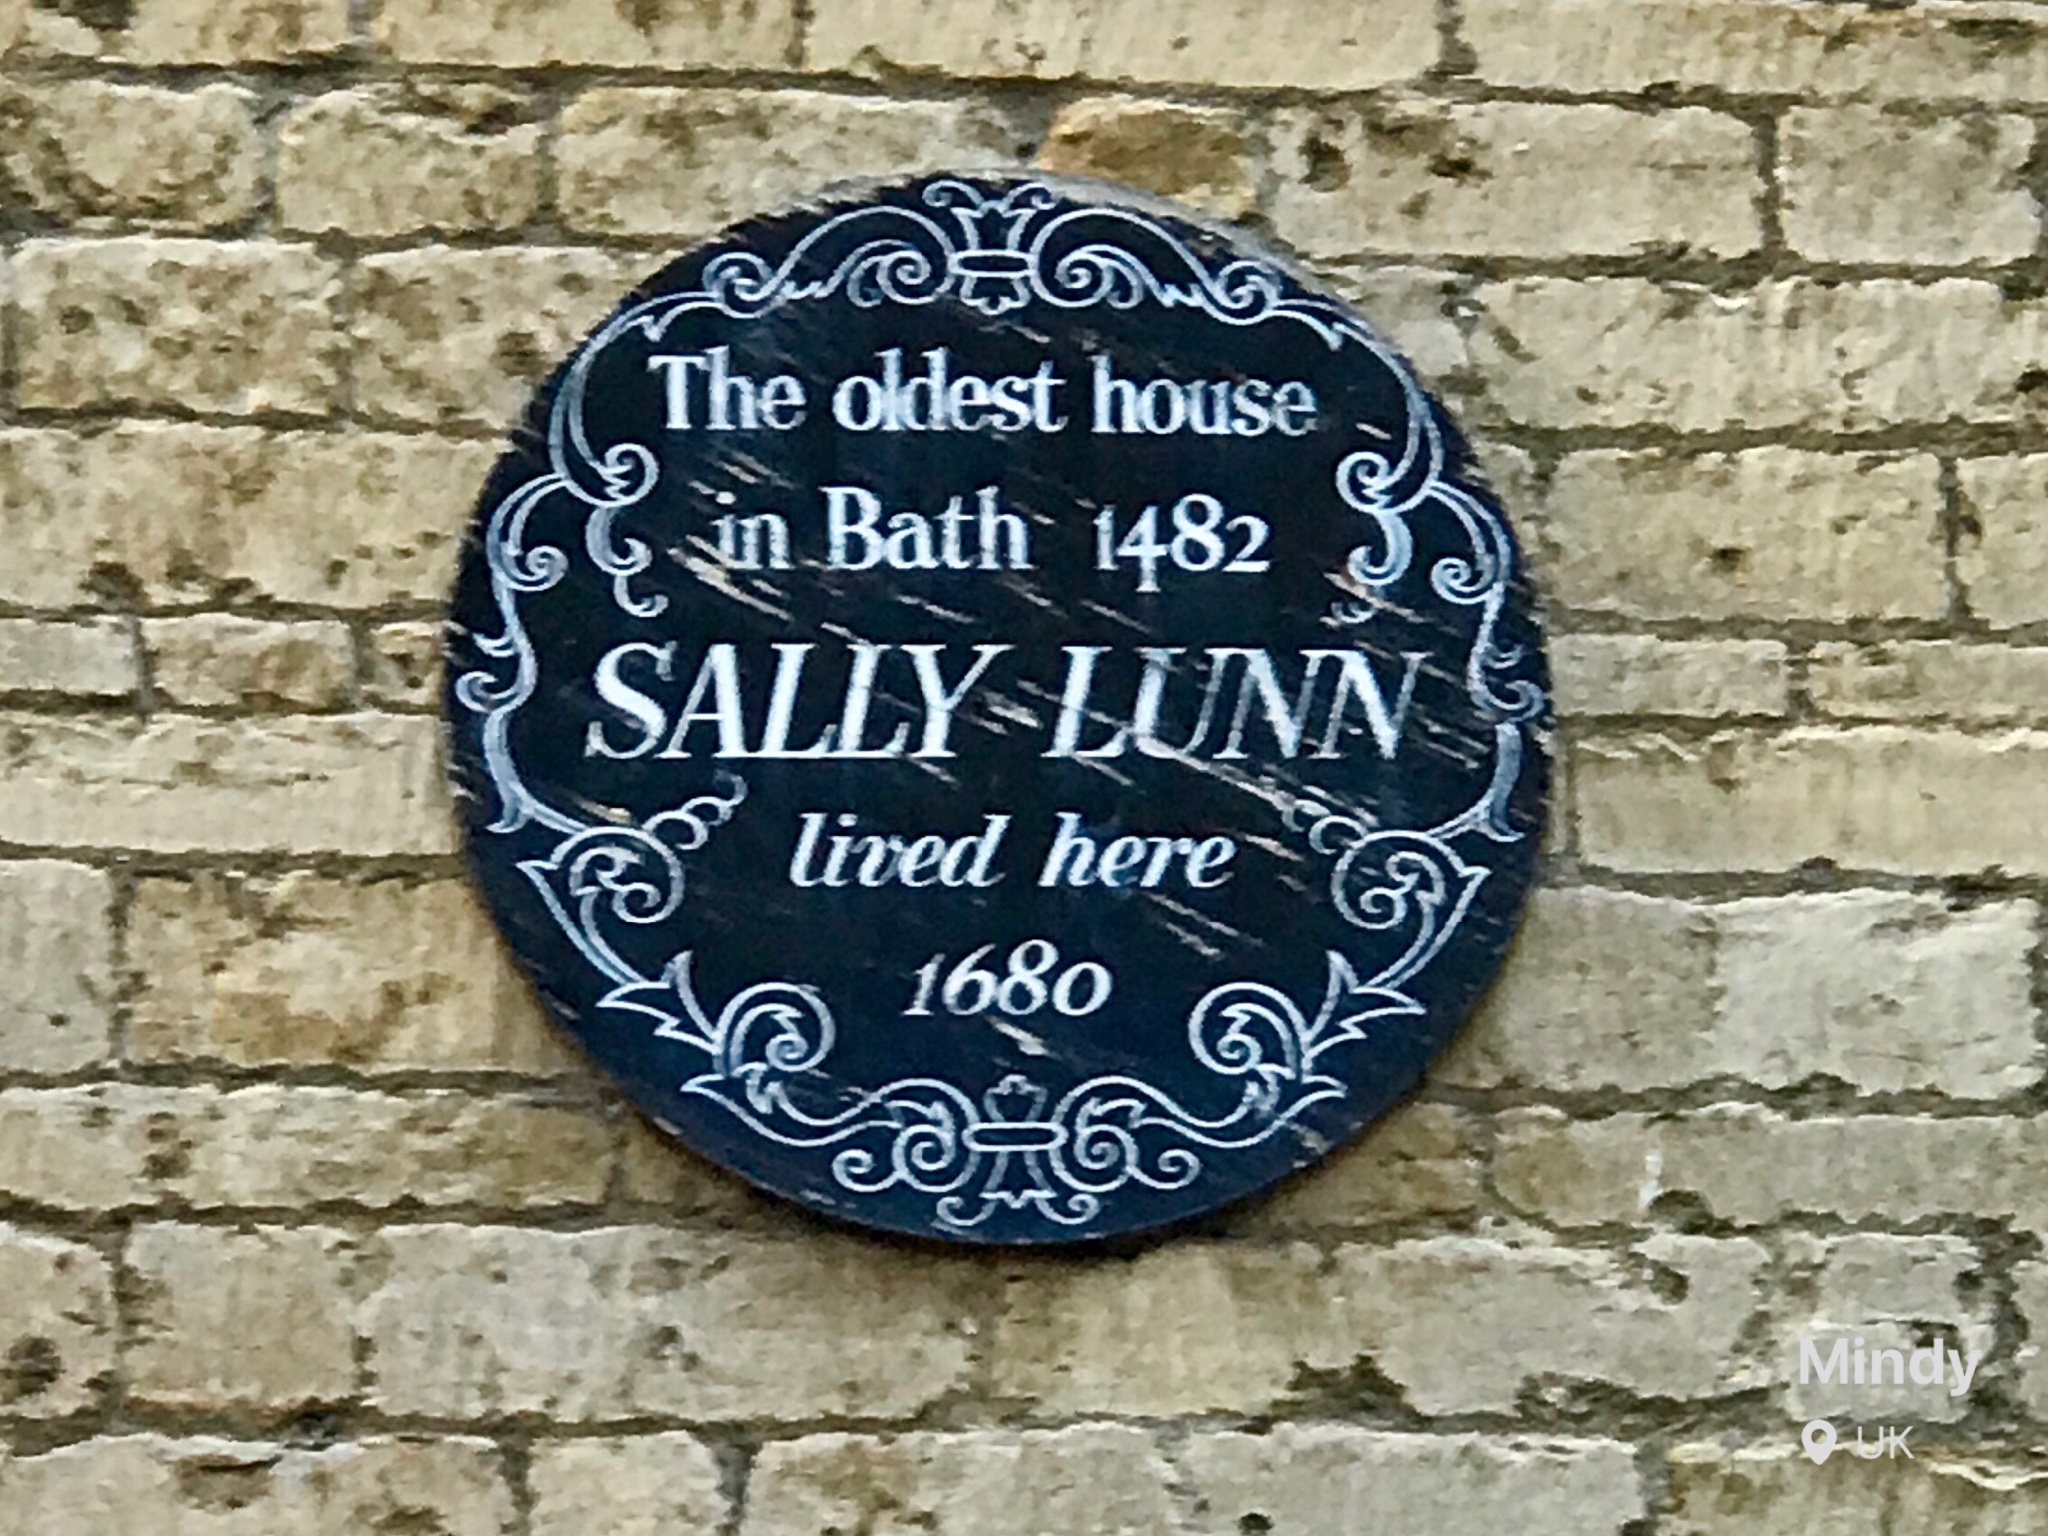 The oldest house
in Bath 1482
SALLY LUNN
lived here
1680
Mindy
UK